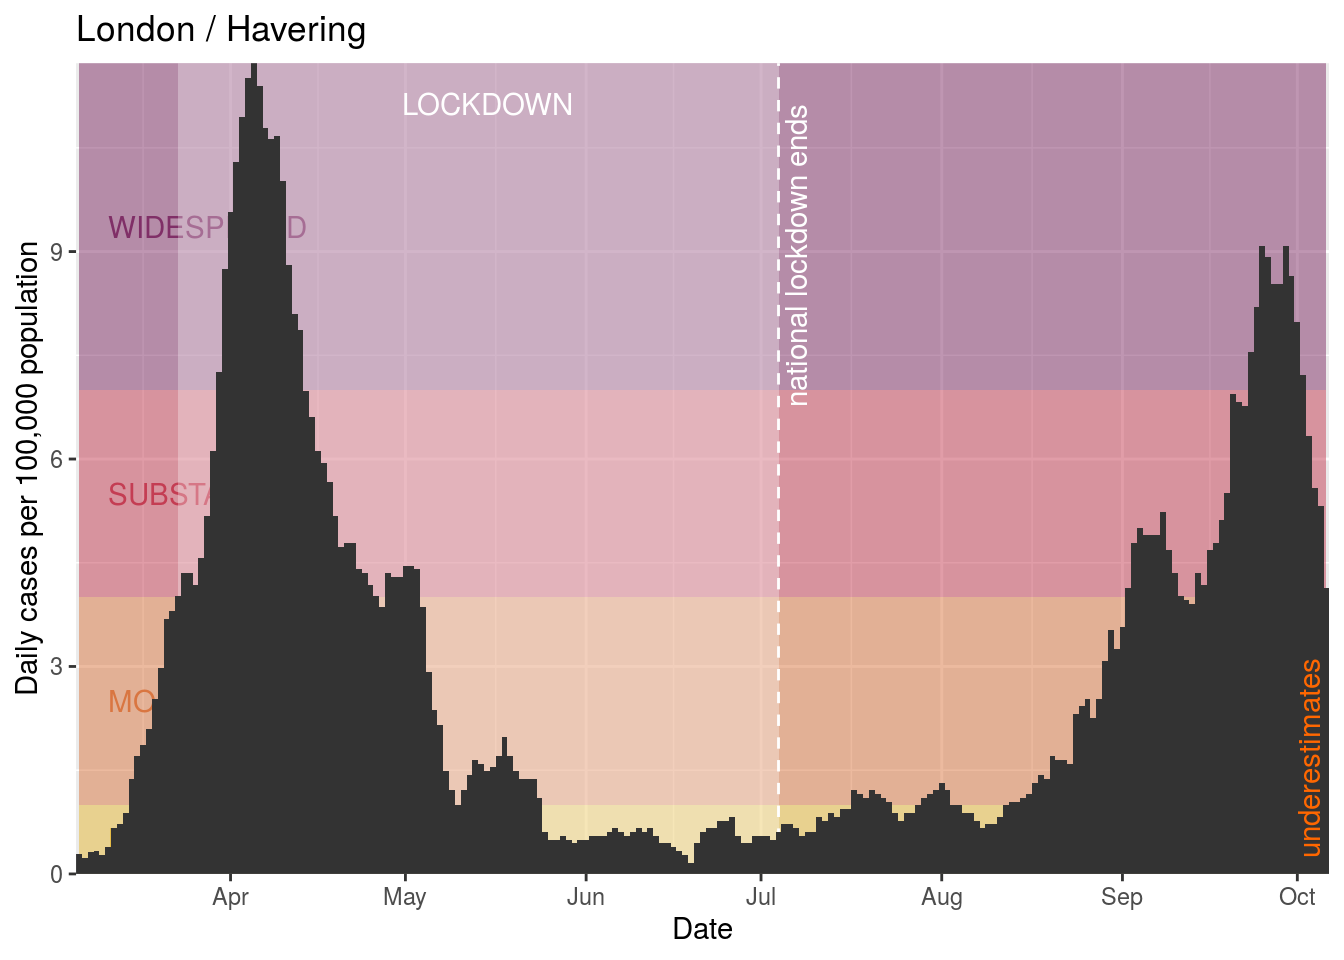 London / Havering
LOCKDOWN
national lockdown ends
WIDESP D
SUBSTA
MO
underestimates
Daily cases per 100,000 population
9
6
3
0
Apr May Jun Jul Aug Sep Oct
Date